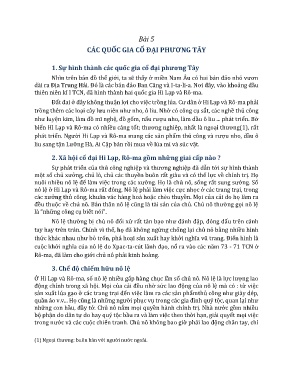 Bài 5
CÁC QUỐC GIA CỔ ĐẠI PHƯƠNG TÂY
1. Sự hình thành các quốc gia cổ đại phương Tây
Nhìn trên bản đồ thế giới, ta sẽ thấy ở miền Nam Âu có hai bán đảo nhỏ vươn
dài ra Địa Trung Hải. Đó là các bán đảo Ban Căng và I-ta-li-a. Nơi đây, vào khoảng đầu
thiên niên kỉ I TCN, đã hình thành hai quốc gia Hi Lạp và Rô-ma.
Đất đai ở đây không thuận lợi cho việc trồng lúa. Cư dân ở Hi Lạp và Rô-ma phải
trồng thêm các loại cây lưu niên như nho, ô liu. Nhờ có công cụ sắt, các nghề thủ công
như luyện kim, làm đồ mỹ nghệ, đồ gốm, nấu rượu nho, làm dầu ô liu ... phát triển. Bờ
biển Hi Lạp và Rô-ma có nhiều cảng tốt: thương nghiệp, nhất là ngoại thương(1), rất
phát triển. Người Hi Lạp và Rô-ma mang các sản phẩm thủ công và rượu nho, dầu ô
liu sang tận Lưỡng Hà, Ai Cập bán rồi mua về lúa mì và súc vật.
2. Xã hội cổ đại Hi Lạp, Rô-ma gồm những giai cấp nào ?
Sự phát triển của thủ công nghiệp và thương nghiệp đã dẫn tới sự hình thành
một số chủ xưởng, chủ lò, chủ các thuyền buôn rất giàu và có thế lực về chính trị. Họ
nuôi nhiều nô lệ để làm việc trong các xưởng. Họ là chủ nô, sống rất sung sướng. Số
nô lệ ở Hi Lạp và Rô-ma rất đông. Nô lệ phải làm việc cực nhọc ở các trang trại, trong
các xưởng thủ công, khuân vác hàng hoá hoặc chèo thuyền. Mọi của cải do họ làm ra
đều thuộc về chủ nô. Bản thân nô lệ cũng là tài sản của chủ. Chủ nô thường gọi nô lệ
là "những công cụ biết nói".
Nô lệ thường bị chủ nô đối xử rất tàn bạo như đánh đập, đóng dấu trên cánh
tay hay trên trán. Chính vì thế, họ đã không ngừng chống lại chủ nô bằng nhiều hình
thức khác nhau như bỏ trốn, phá hoại sản xuất hay khởi nghĩa vũ trang. Điển hình là
cuộc khởi nghĩa của nô lệ do Xpac-ta-cut lãnh đạo, nổ ra vào các năm 73 - 71 TCN ở
Rô-ma, đã làm cho giới chủ nô phải kinh hoàng.
3. Chế độ chiếm hữu nô lệ
Ở Hi Lạp và Rô-ma, số nô lệ nhiều gấp hàng chục lần số chủ nô. Nô lệ là lực lượng lao
động chính trong xã hội. Mọi của cải đều nhờ sức lao động của nô lệ mà có : từ việc
sản xuất lúa gạo ở các trang trại đến việc làm ra các sản phẩm thủ công như giày dép,
quần áo v.v... Họ cũng là những người phục vụ trong các gia đình quý tộc, quan lại như
những con hầu, đầy tớ. Chủ nô nắm mọi quyền hành chính trị. Nhà nước gồm nhiều
bộ phận do dân tự do hay quý tộc bầu ra và làm việc theo thời hạn, giải quyết mọi việc
trong nước và các cuộc chiến tranh. Chủ nô không bao giờ phải lao động chân tay, chỉ
(1) Ngoại thương: buôn bán với người nước ngoài.